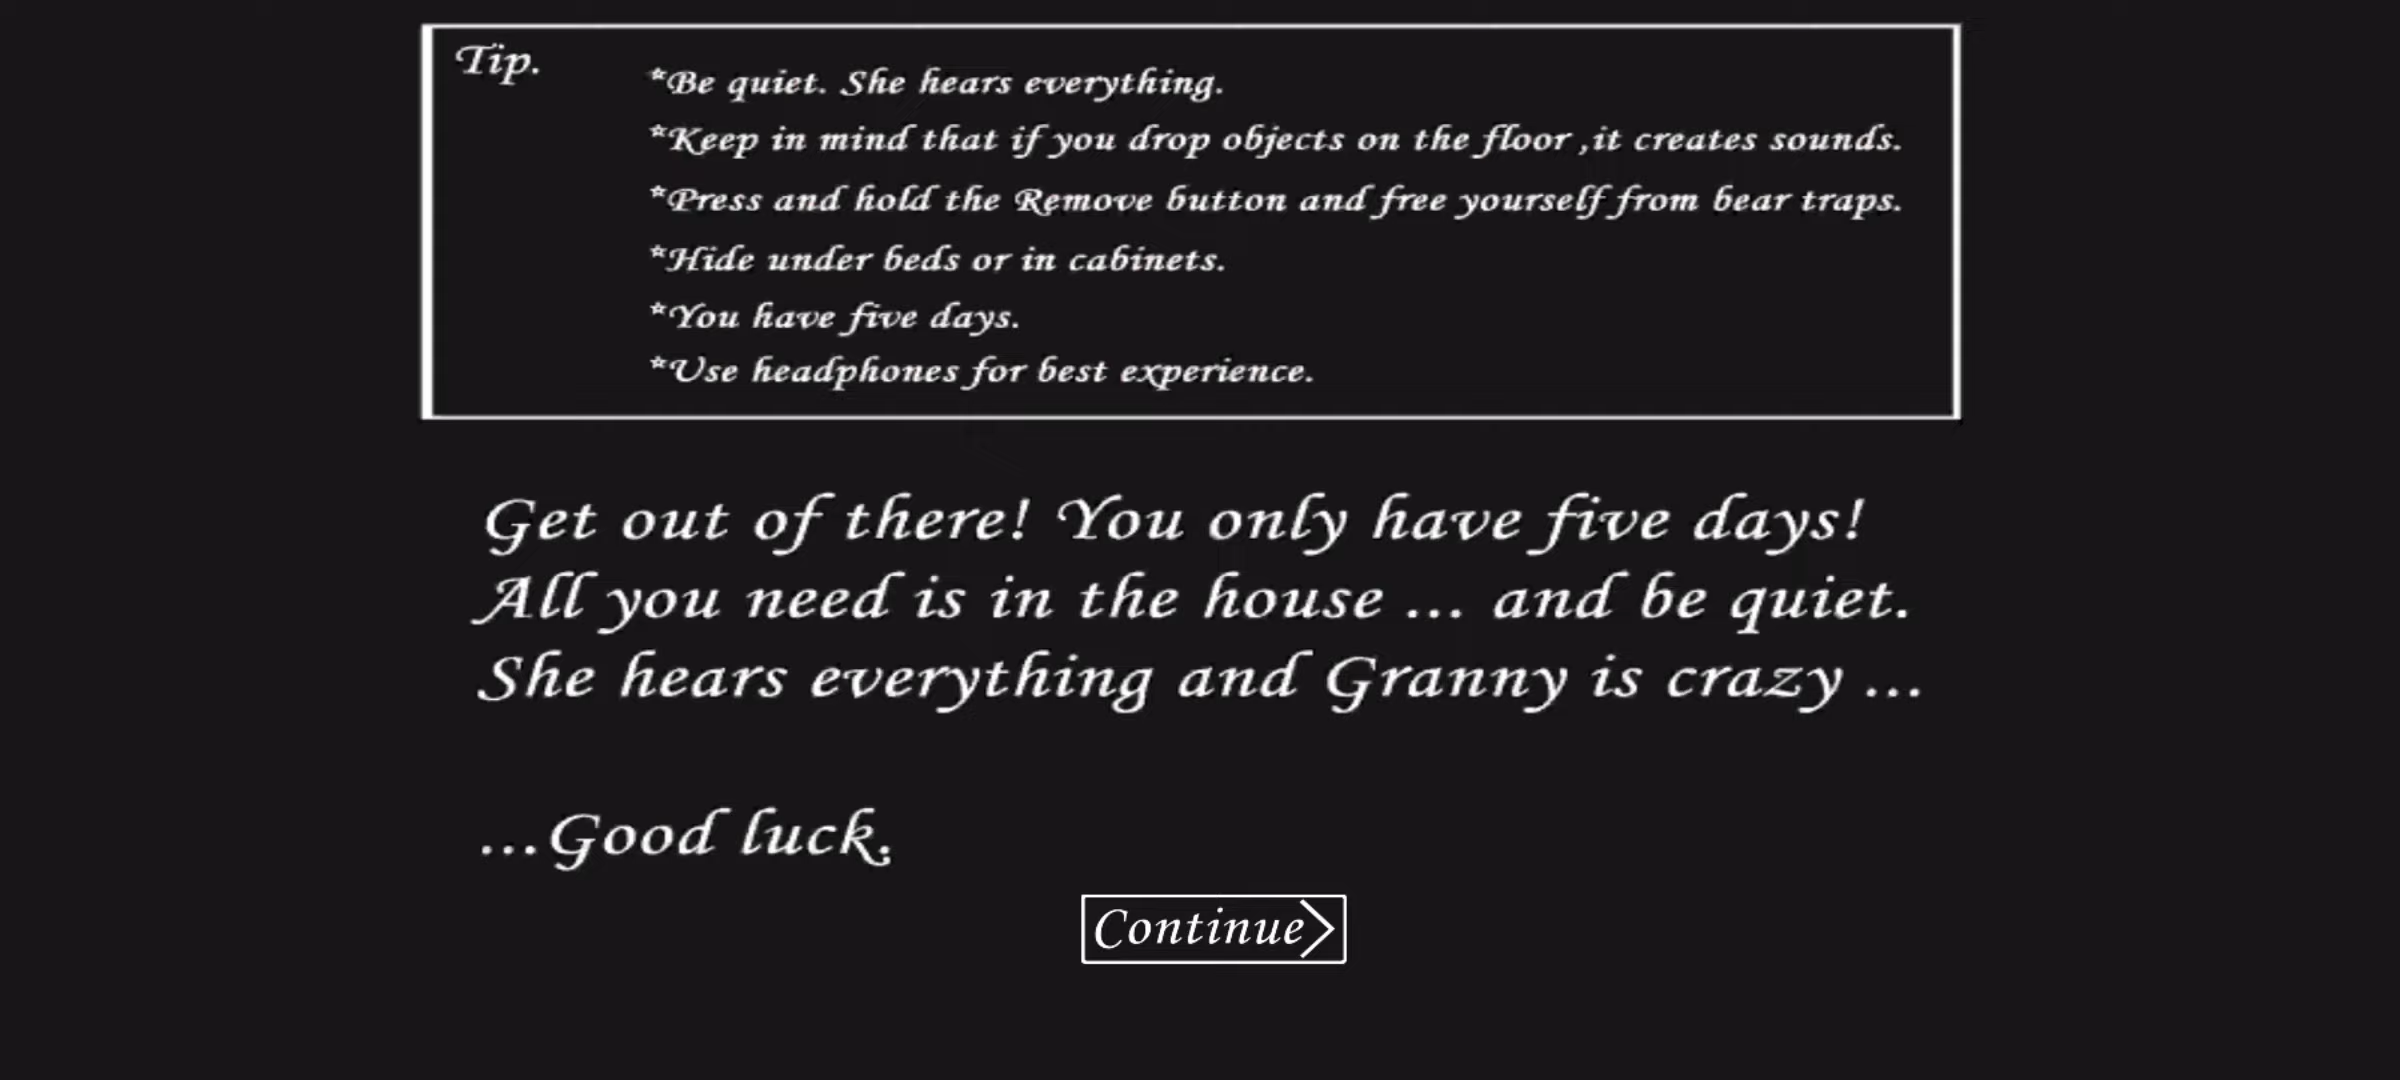 Tip.
*Be quiet. She hears everything.
*Keep in mind that if you drop objects on the floor ,it creates sounds.
*Press and hold the Remove button and free yourself from bear traps.
*Hide under beds or in cabinets.
*You have five days.
*Use headphones for best experience.
Get out of there! You only have five days!
All you need is in the house ... and be quiet.
She hears everything and Granny is crazy ...
...Good luck.
Continue